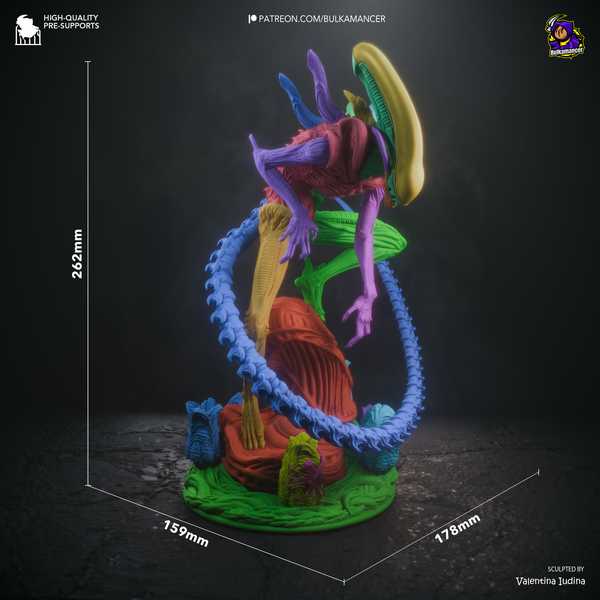 HIGH-QUALITY
PRE-SUPPORTS
PATREON.COM/BULKAMANCER
Bulkamancer
262mm
159mm
178mm
SCULPTED BY
Valentina Iudina